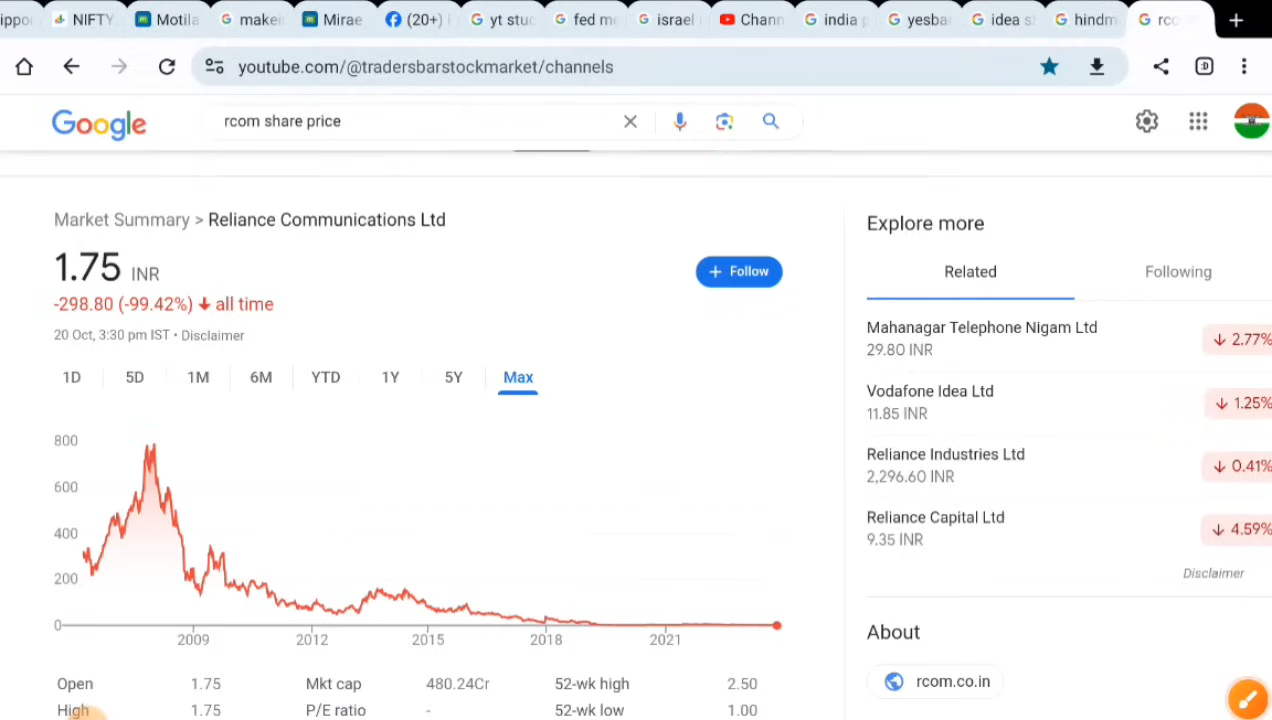 ippo
NIFTY
Motila
makei
Mirae
(20+)
yt stud
fed me
israel
Chann
india p
yesba
idea s
hindm
rco
youtube.com/@tradersbarstockmarket/channels
Google
rcom share price
Market Summary > Reliance Communications Ltd
1.75 INR
+ Follow
-298.80 (-99.42%) ↓ all time
20 Oct, 3:30 pm IST • Disclaimer
1D 5D 1M 6M YTD 1Y 5Y Max
800
600
400
200
0
2009 2012 2015 2018 2021
Open 1.75 Mkt cap 480.24Cr 52-wk high 2.50
High 1.75 P/E ratio - 52-wk low 1.00
Explore more
Related Following
Mahanagar Telephone Nigam Ltd
29.80 INR ↓ 2.77%
Vodafone Idea Ltd
11.85 INR ↓ 1.25%
Reliance Industries Ltd
2,296.60 INR ↓ 0.41%
Reliance Capital Ltd
9.35 INR ↓ 4.59%
Disclaimer
About
rcom.co.in